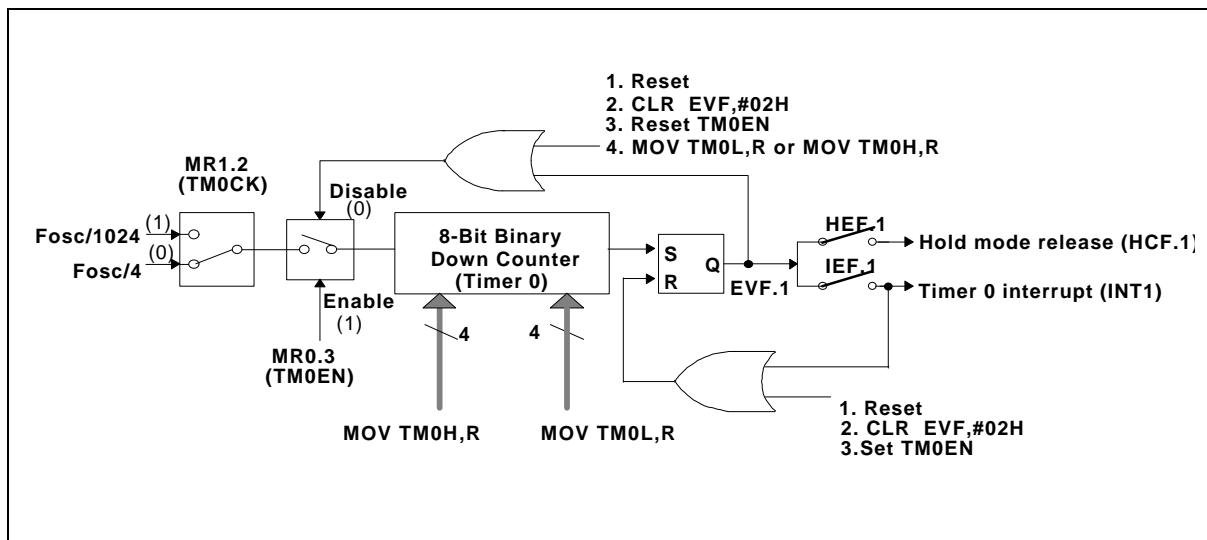 1. Reset
2. CLR EVF,#02H
3. Reset TM0EN
4. MOV TM0L,R or MOV TM0H,R
MR1.2
(TM0CK)
Disable
(0)
Fosc/1024
(1)
Fosc/4
(0)
8-Bit Binary
Down Counter
(Timer 0)
S
R
Q
EVF.1
HEF.1
Hold mode release (HCF.1)
IEF.1
Timer 0 interrupt (INT1)
Enable
(1)
MR0.3
(TM0EN)
4
4
MOV TM0H,R
MOV TM0L,R
1. Reset
2. CLR EVF,#02H
3.Set TM0EN